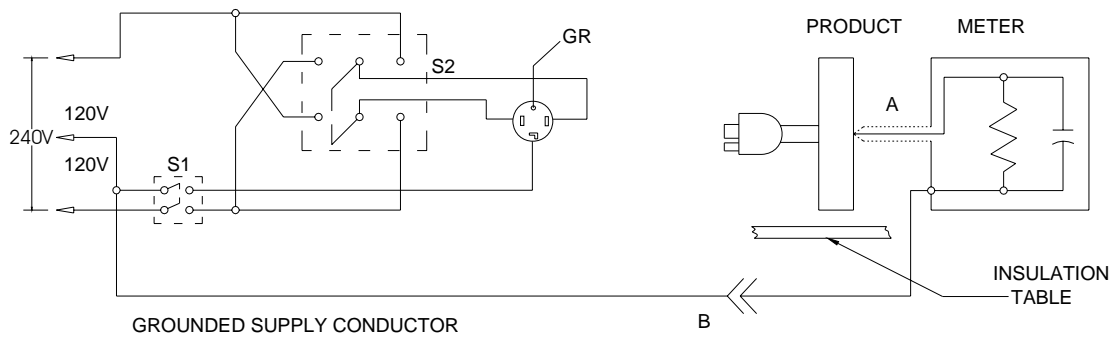 GR
PRODUCT
METER
S2
A
120V
240V
120V
S1
INSULATION
TABLE
B
GROUNDED SUPPLY CONDUCTOR